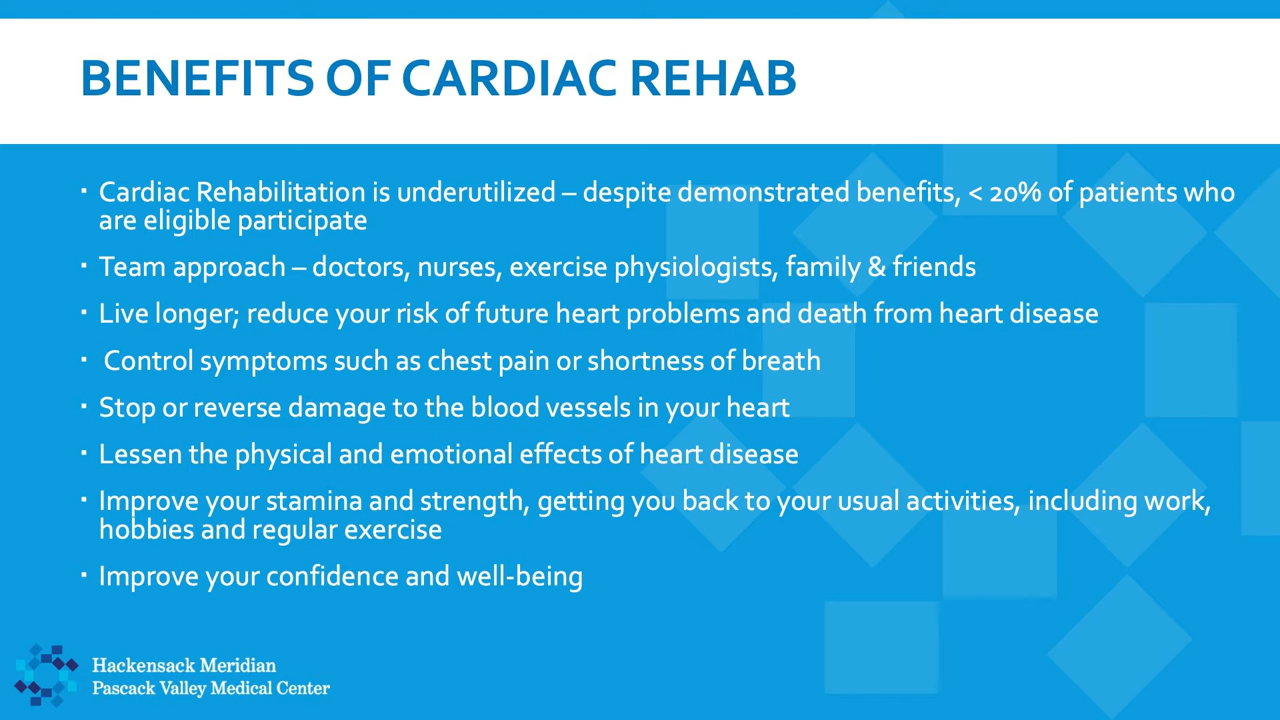 BENEFITS OF CARDIAC REHAB
▪ Cardiac Rehabilitation is underutilized – despite demonstrated benefits, < 20% of patients who
are eligible participate
▪ Team approach – doctors, nurses, exercise physiologists, family & friends
▪ Live longer; reduce your risk of future heart problems and death from heart disease
▪ Control symptoms such as chest pain or shortness of breath
▪ Stop or reverse damage to the blood vessels in your heart
▪ Lessen the physical and emotional effects of heart disease
▪ Improve your stamina and strength, getting you back to your usual activities, including work,
hobbies and regular exercise
▪ Improve your confidence and well-being
Hackensack Meridian
Pascack Valley Medical Center